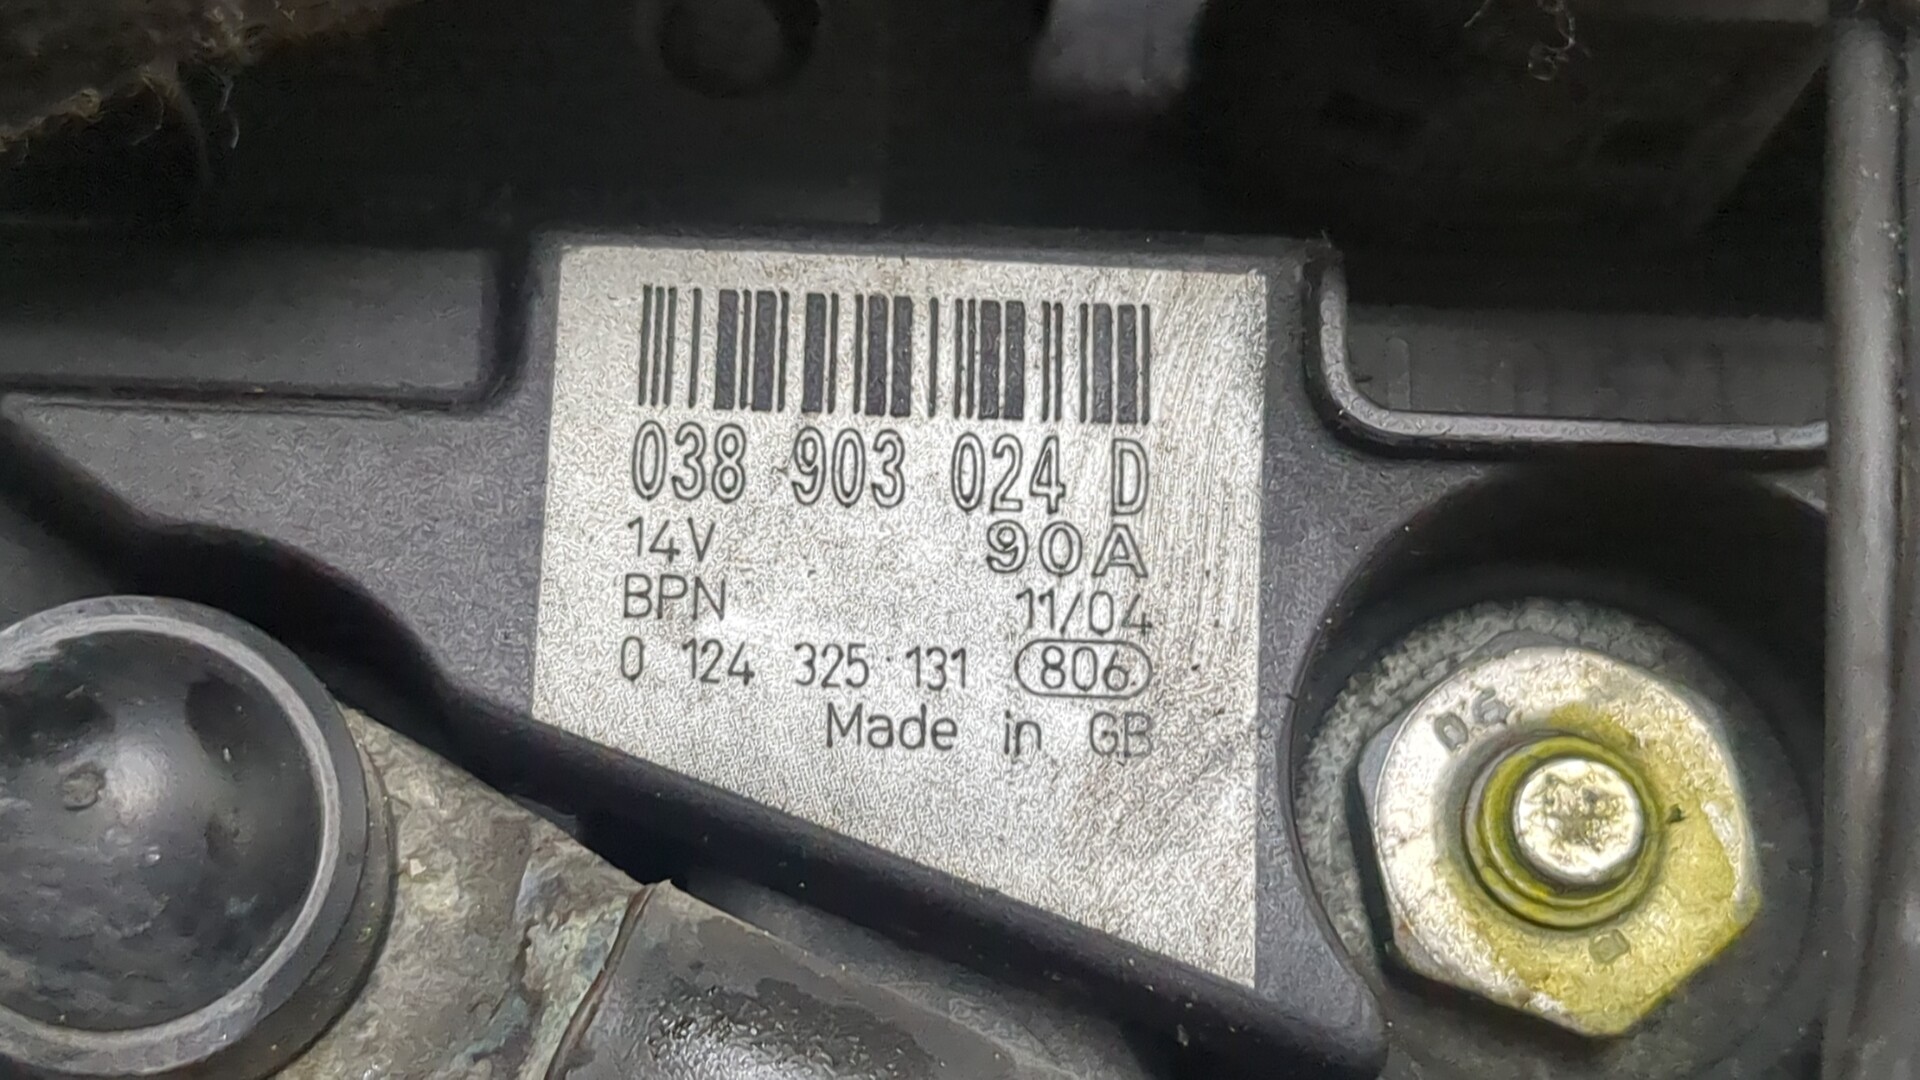 038 903 024 D
14V 90A
BPN 11/04
0 124 325 131 806
Made in GB